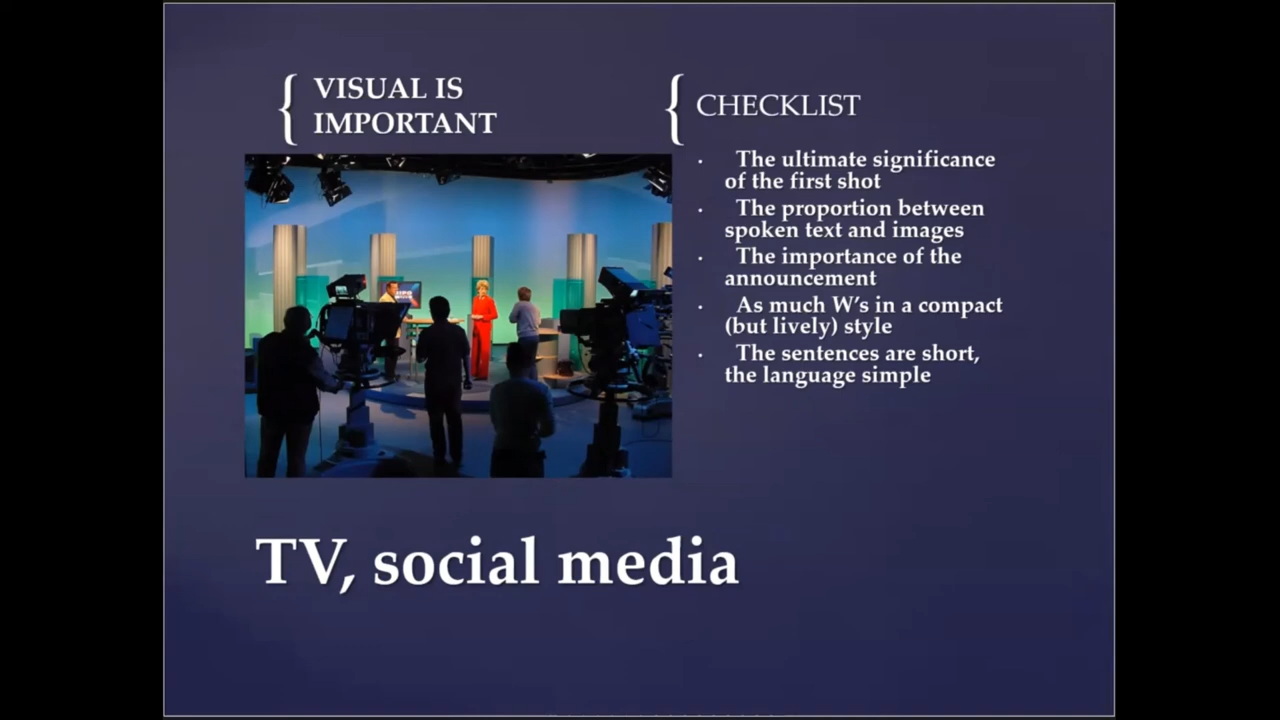 VISUAL IS
IMPORTANT
CHECKLIST
• The ultimate significance
of the first shot
• The proportion between
spoken text and images
• The importance of the
announcement
• As much W’s in a compact
(but lively) style
• The sentences are short,
the language simple
TV, social media